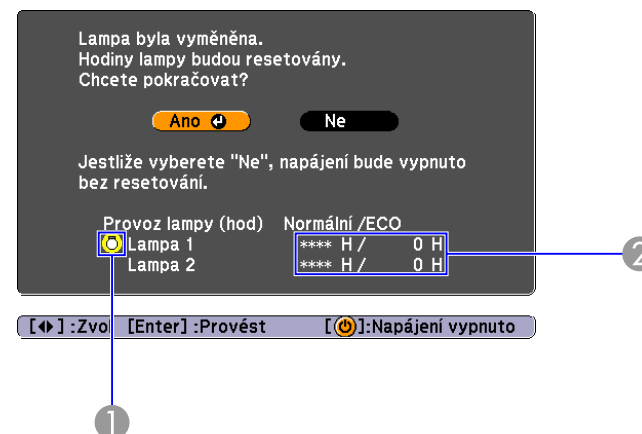 Lampa byla vyměněna.
Hodiny lampy budou resetovány.
Chcete pokračovat?
Ano Ne
Jestliže vyberete "Ne", napájení bude vypnuto
bez resetování.
Provoz lampy (hod) Normální /ECO
Lampa 1 **** H / 0 H
Lampa 2 **** H / 0 H
2
[ ] :Zvol [Enter] :Provést [ ]:Napájení vypnuto
1